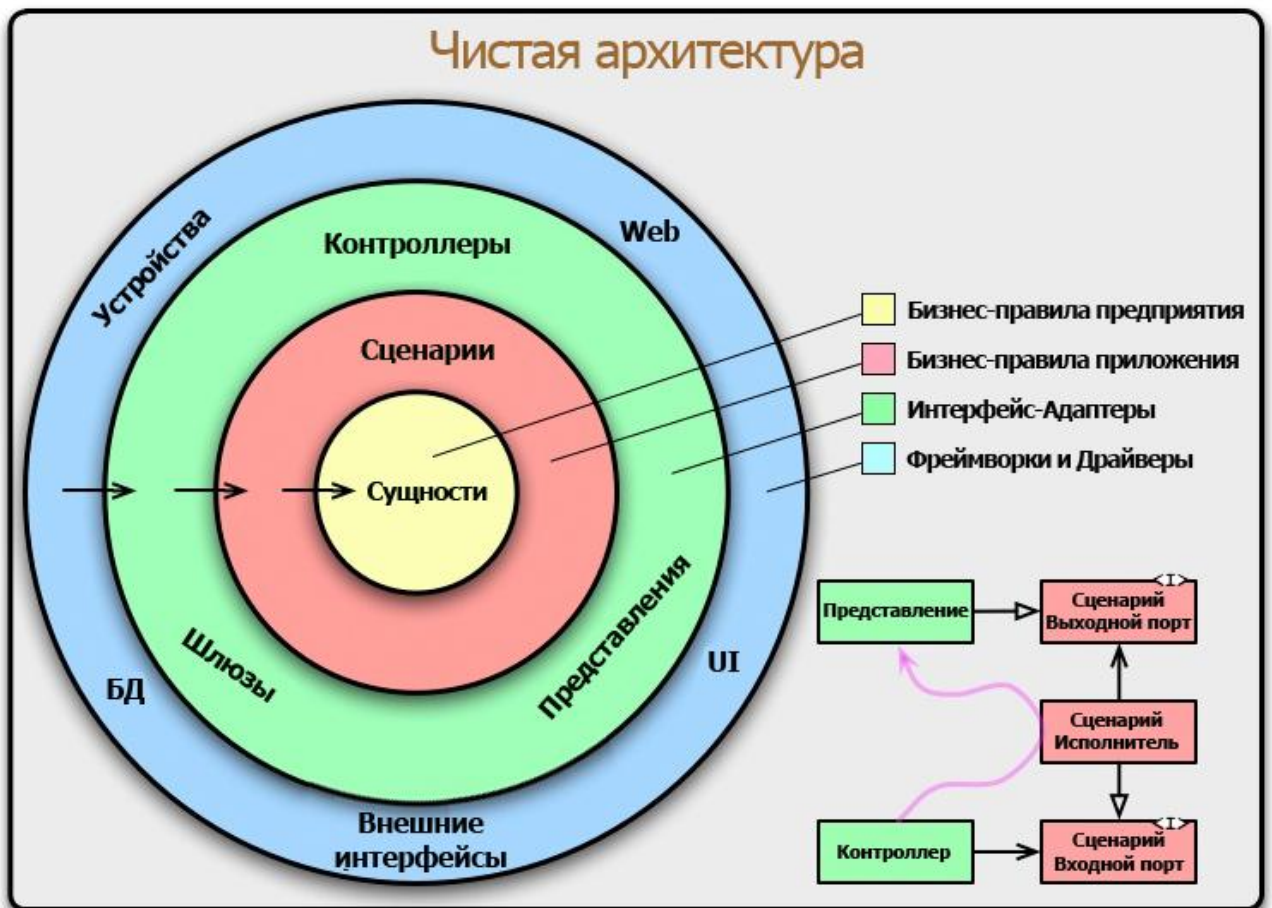 Чистая архитектура
Устройства
Web
Контроллеры
Сценарии
Сущности
Шлюзы
Представления
БД
UI
Внешние
интерфейсы
Бизнес-правила предприятия
Бизнес-правила приложения
Интерфейс-Адаптеры
Фреймворки и Драйверы
Представление
<I>
Сценарий
Выходной порт
Сценарий
Исполнитель
Контроллер
<I>
Сценарий
Входной порт